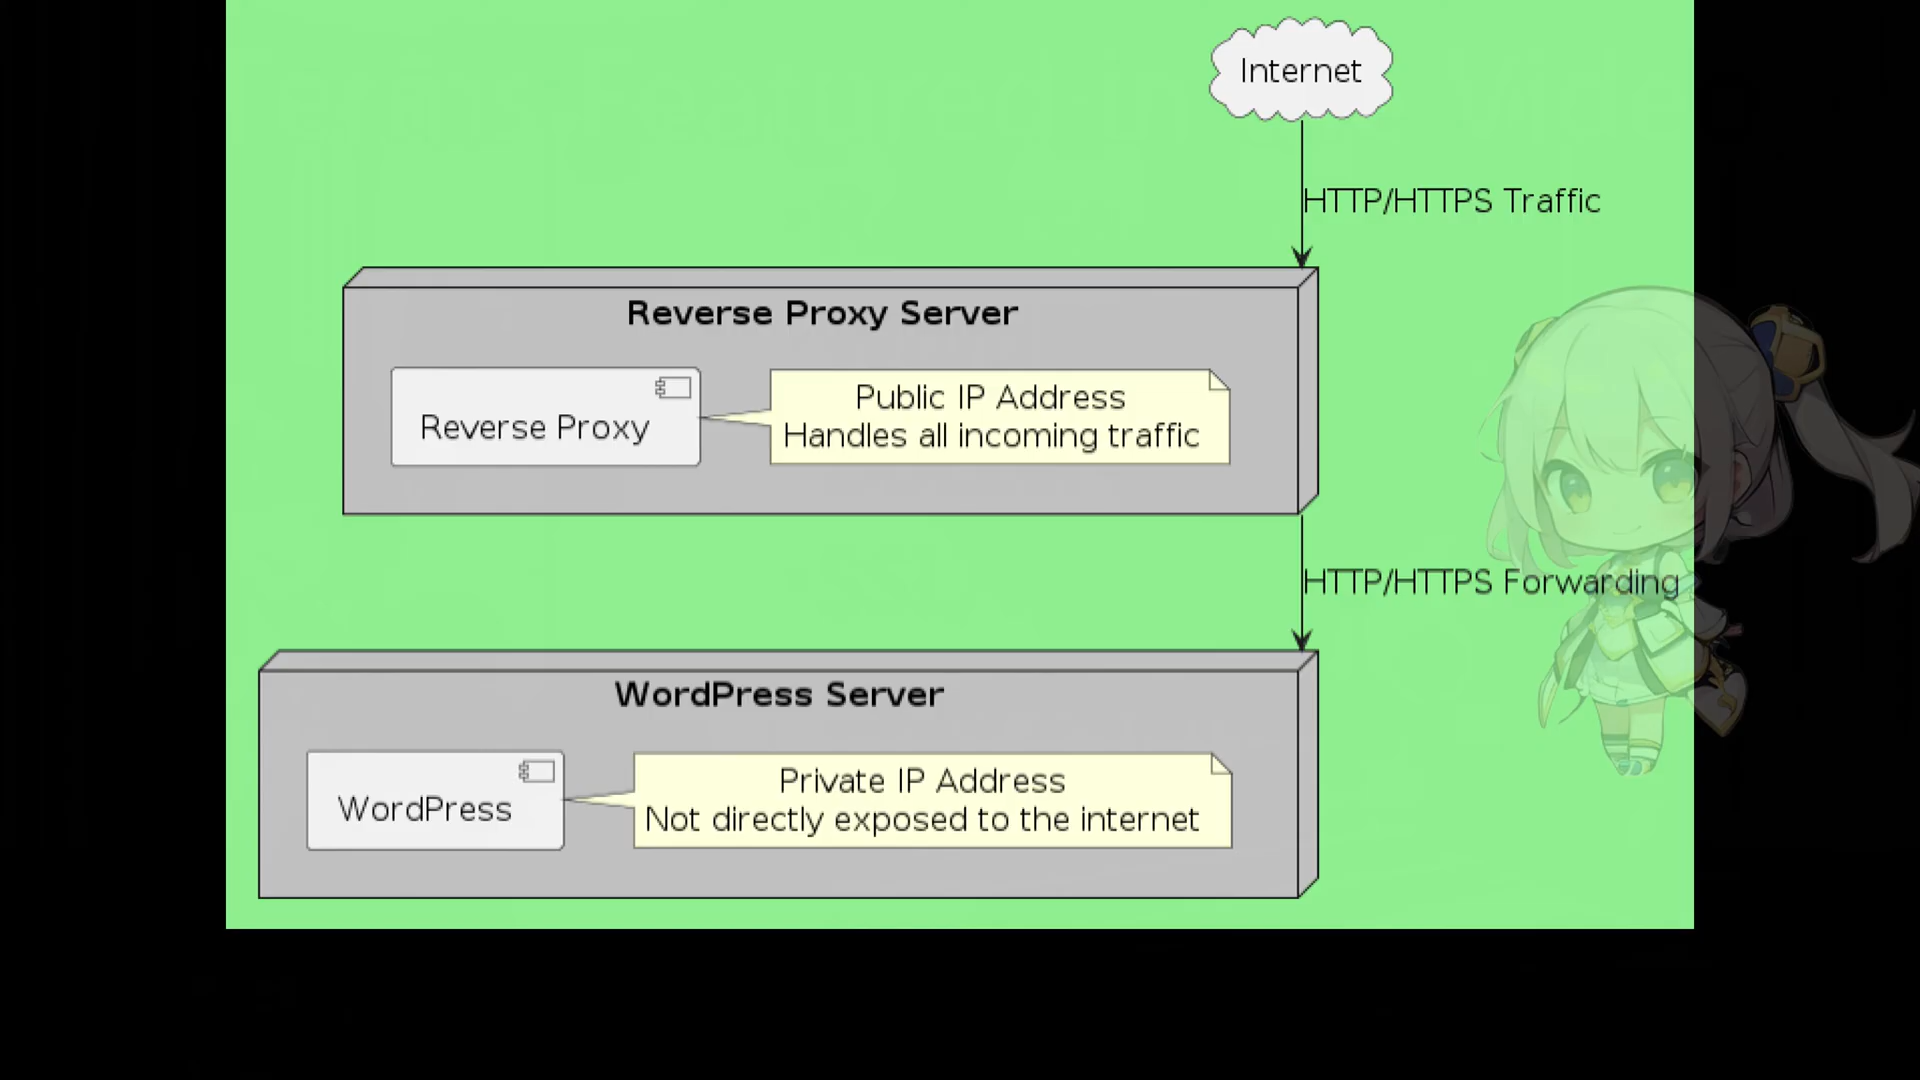 Internet
HTTP/HTTPS Traffic
Reverse Proxy Server
Reverse Proxy
Public IP Address
Handles all incoming traffic
HTTP/HTTPS Forwarding
WordPress Server
WordPress
Private IP Address
Not directly exposed to the internet